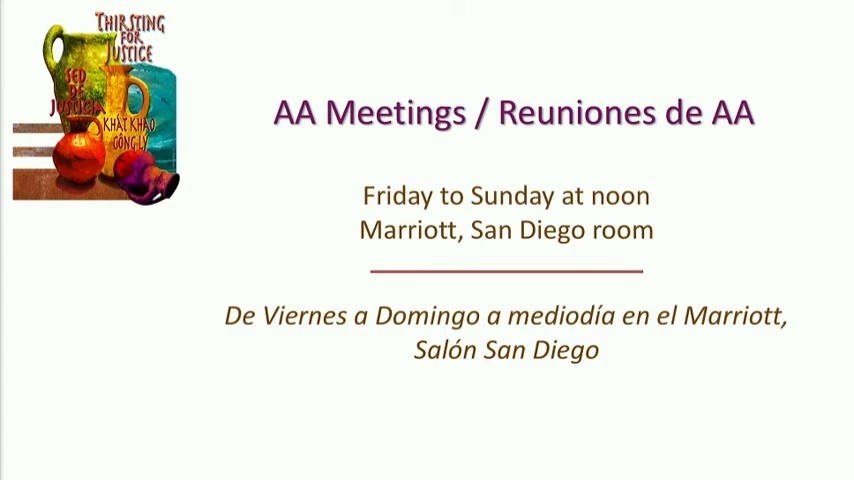 THIRSTING
FOR
JUSTICE
SED
DE
JUSTICIA
KHÁT KHAO
CÔNG LÝ
AA Meetings / Reuniones de AA
Friday to Sunday at noon
Marriott, San Diego room
De Viernes a Domingo a mediodía en el Marriott,
Salón San Diego